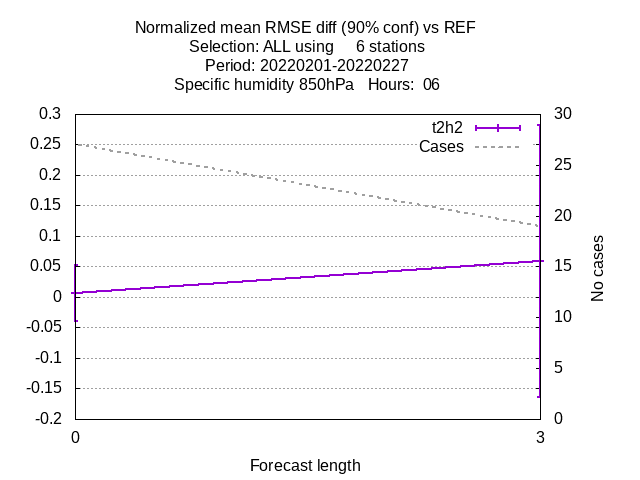 Normalized mean RMSE diff (90% conf) vs REF
Selection: ALL using     6 stations
Period: 20220201-20220227
Specific humidity 850hPa   Hours:  06
0.3
0.25
0.2
0.15
0.1
0.05
0
-0.05
-0.1
-0.15
-0.2
t2h2
Cases
30
25
20
15
10
5
0
No cases
0
3
Forecast length